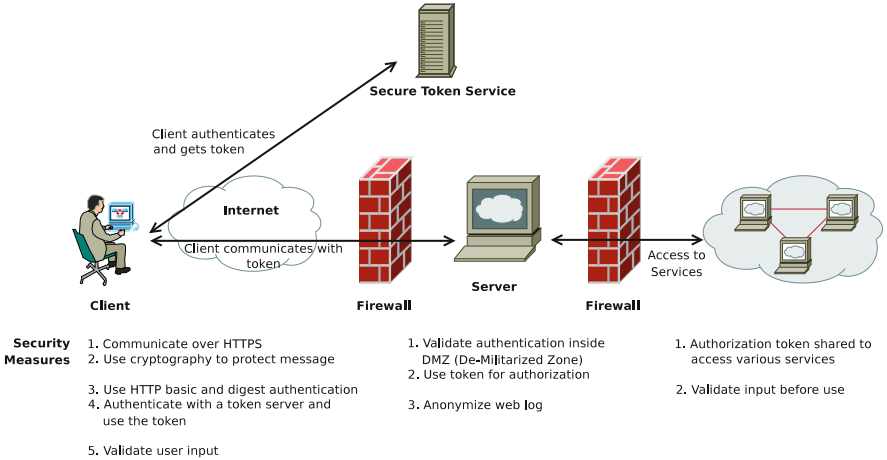 Secure Token Service
Client authenticates
and gets token
Internet
Client communicates with
token
Access to
Services
Client
Firewall
Server
Firewall
Security
Measures
1. Communicate over HTTPS
2. Use cryptography to protect message
3. Use HTTP basic and digest authentication
4. Authenticate with a token server and
use the token
5. Validate user input
1. Validate authentication inside
DMZ (De-Militarized Zone)
2. Use token for authorization
3. Anonymize web log
1. Authorization token shared to
access various services
2. Validate input before use